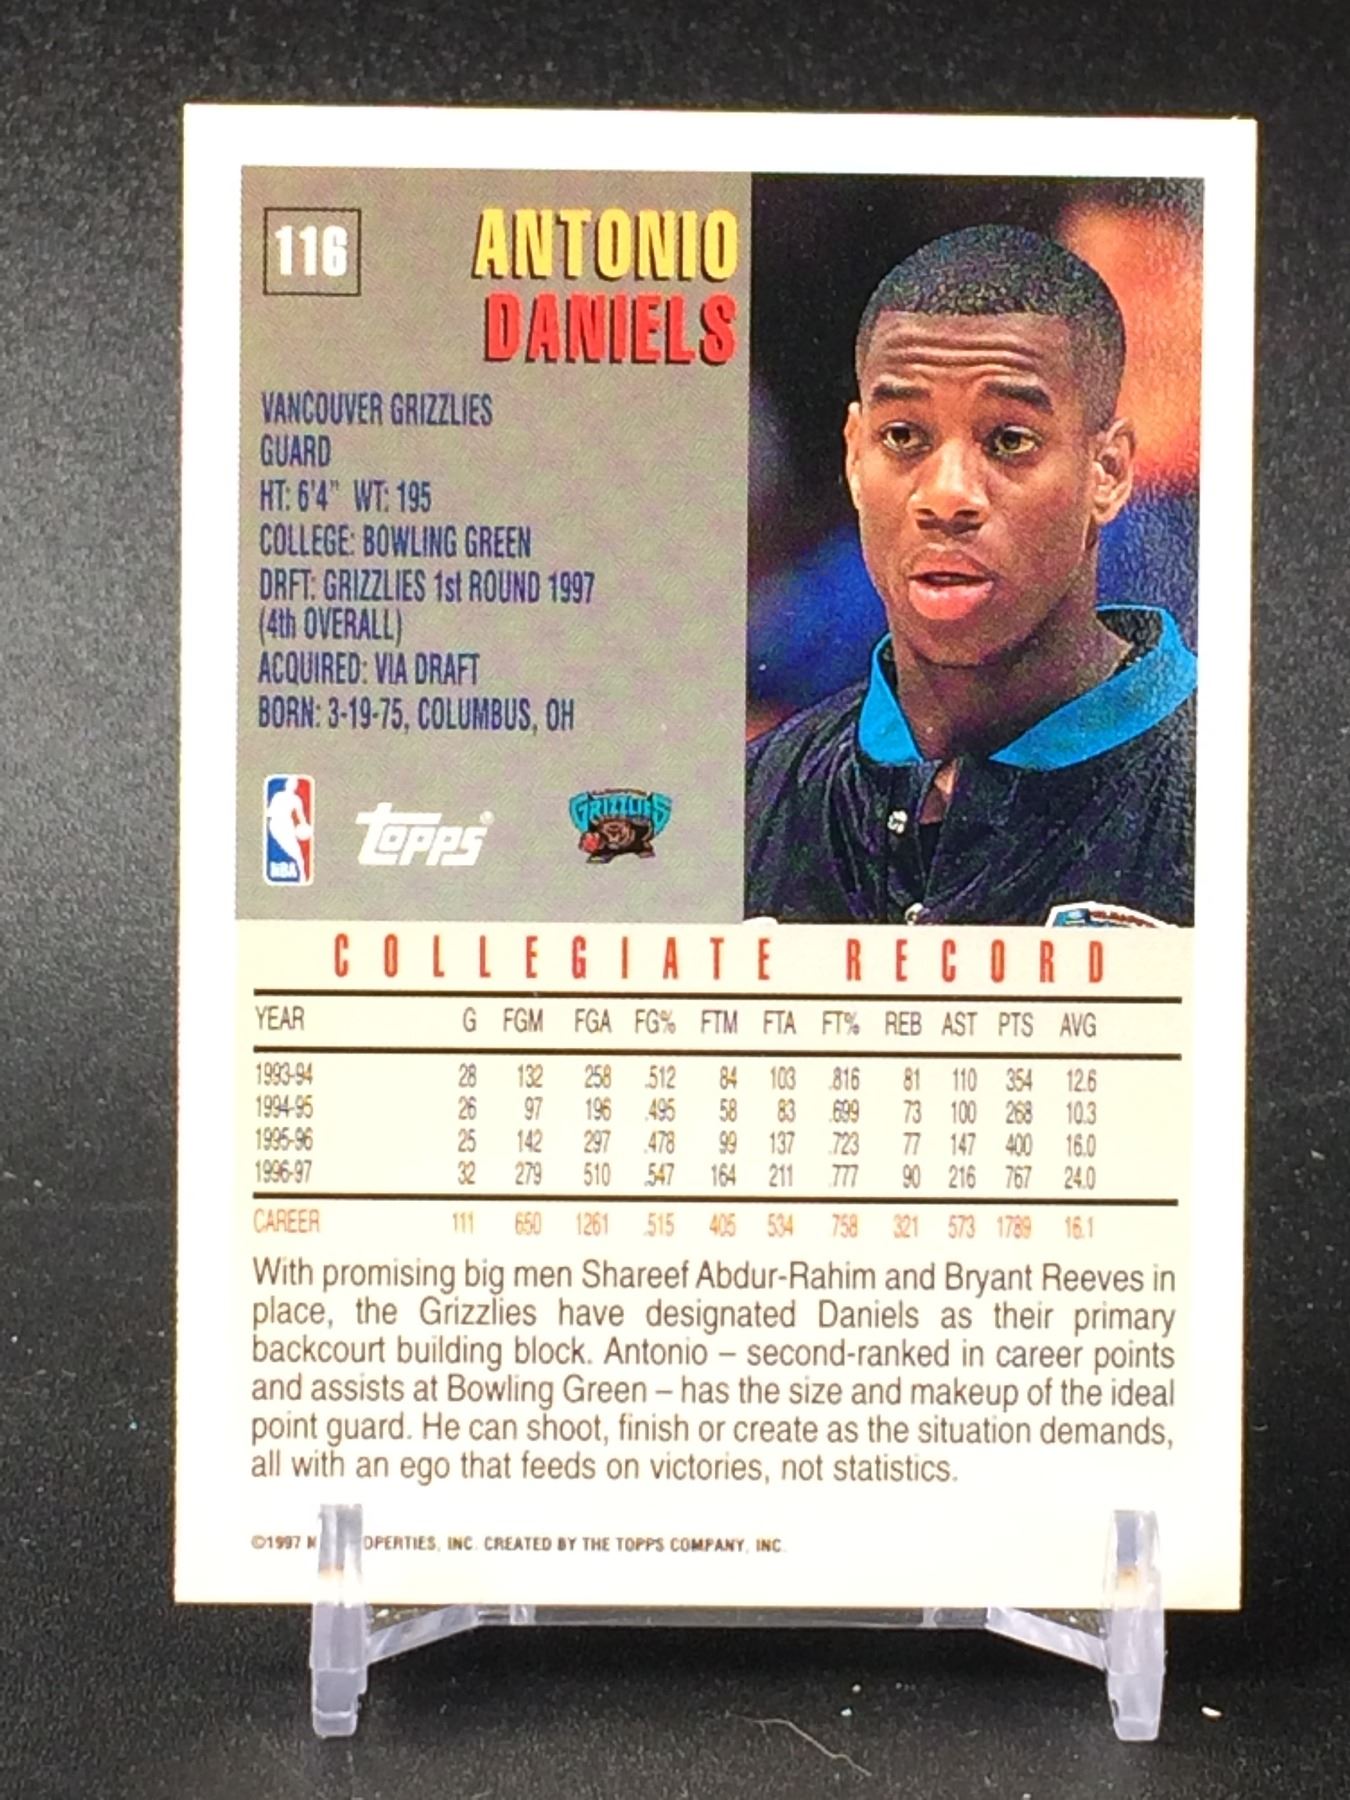 116
ANTONIO
DANIELS
VANCOUVER GRIZZLIES
GUARD
HT: 6'4" WT: 195
COLLEGE: BOWLING GREEN
DRFT: GRIZZLIES 1st ROUND 1997
(4th OVERALL)
ACQUIRED: VIA DRAFT
BORN: 3-19-75, COLUMBUS, OH
NBA
TOPPS®
GRIZZLIES
COLLEGIATE RECORD
YEAR G FGM FGA FG% FTM FTA FT% REB AST PTS AVG
1993-94 28 132 258 .512 84 103 .816 81 110 354 12.6
1994-95 26 97 196 .495 58 83 .699 73 100 268 10.3
1995-96 25 142 297 .478 99 137 .723 77 147 400 16.0
1996-97 32 279 510 .547 164 211 .777 90 216 767 24.0
CAREER 111 650 1261 .515 405 534 .758 321 573 1789 16.1
With promising big men Shareef Abdur-Rahim and Bryant Reeves in
place, the Grizzlies have designated Daniels as their primary
backcourt building block. Antonio – second-ranked in career points
and assists at Bowling Green – has the size and makeup of the ideal
point guard. He can shoot, finish or create as the situation demands,
all with an ego that feeds on victories, not statistics.
©1997 INC. CREATED BY THE TOPPS COMPANY, INC.